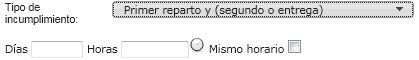 Tipo de
incumplimiento: Primer reparto y (segundo o entrega)
Días Horas Mismo horario